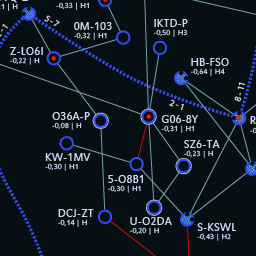 -0,33 | H1
5-7
0M-103
-0,32 | H1
IKTD-P
-0,50 | H3
Z-LO6I
-0,22 | H
HB-FSO
-0,64 | H4
8-11
2-1
O36A-P
-0,08 | H
G06-8Y
-0,31 | H1
R
SZ6-TA
-0,23 | H
KW-1MV
-0,30 | H1
5-O8B1
-0,30 | H1
DCJ-ZT
-0,14 | H
U-O2DA
-0,20 | H
S-KSWL
-0,43 | H2